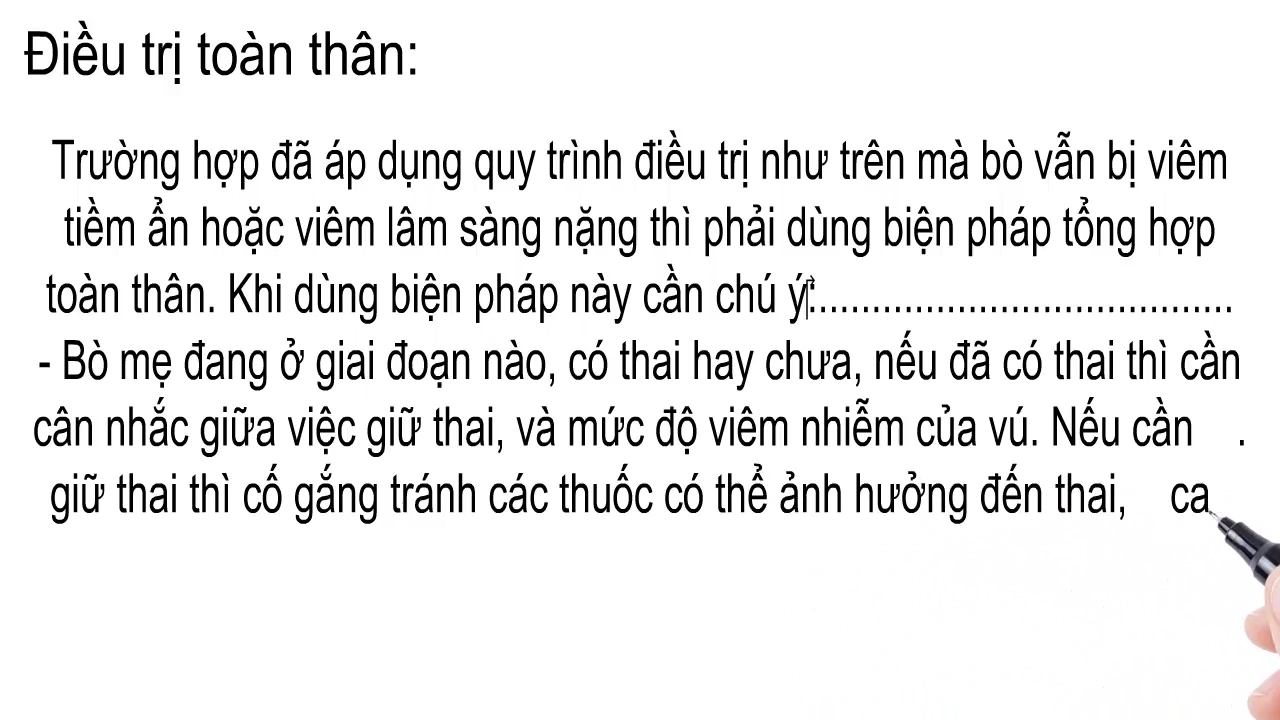 Điều trị toàn thân:
Trường hợp đã áp dụng quy trình điều trị như trên mà bò vẫn bị viêm
tiềm ẩn hoặc viêm lâm sàng nặng thì phải dùng biện pháp tổng hợp
toàn thân. Khi dùng biện pháp này cần chú ý:.......................................
- Bò mẹ đang ở giai đoạn nào, có thai hay chưa, nếu đã có thai thì cần
cân nhắc giữa việc giữ thai, và mức độ viêm nhiễm của vú. Nếu cần .
giữ thai thì cố gắng tránh các thuốc có thể ảnh hưởng đến thai, ca